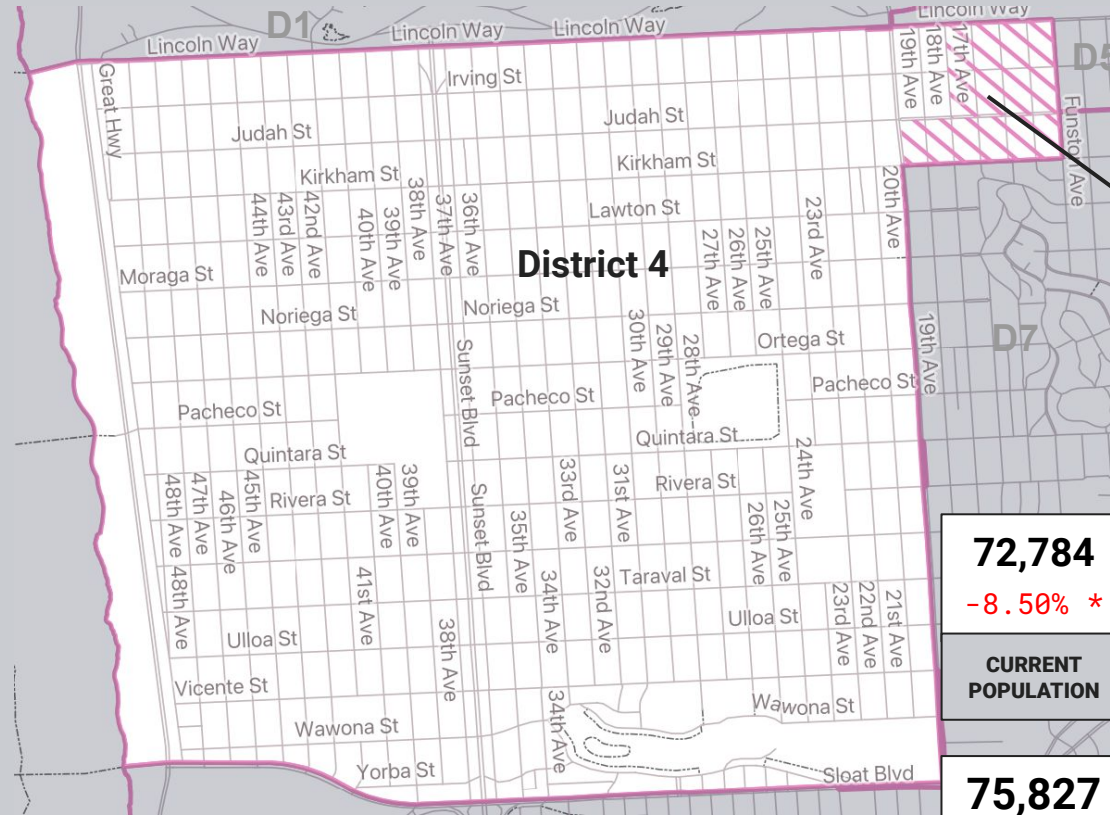 D1
Lincoln Way
Lincoln Way
Lincoln Way
Lincoln Way
D5
Great Hwy
Irving St
19th Ave
18th Ave
17th Ave
Funston Ave
Judah St
Judah St
Kirkham St
Kirkham St
44th Ave
43rd Ave
42nd Ave
40th Ave
39th Ave
38th Ave
37th Ave
36th Ave
Lawton St
27th Ave
26th Ave
25th Ave
23rd Ave
20th Ave
District 4
Moraga St
Noriega St
Noriega St
Sunset Blvd
30th Ave
29th Ave
28th Ave
Ortega St
19th Ave
D7
Pacheco St
Pacheco St
Pacheco St
Quintara St
Quintara St
24th Ave
48th Ave
47th Ave
46th Ave
45th Ave
Rivera St
40th Ave
39th Ave
Sunset Blvd
35th Ave
33rd Ave
31st Ave
Rivera St
26th Ave
25th Ave
48th Ave
41st Ave
34th Ave
32nd Ave
Taraval St
23rd Ave
22nd Ave
21st Ave
Ulloa St
Ulloa St
38th Ave
Vicente St
34th Ave
Wawona St
Wawona St
Yorba St
Sloat Blvd
72,784
-8.50% *
CURRENT
POPULATION
75,827